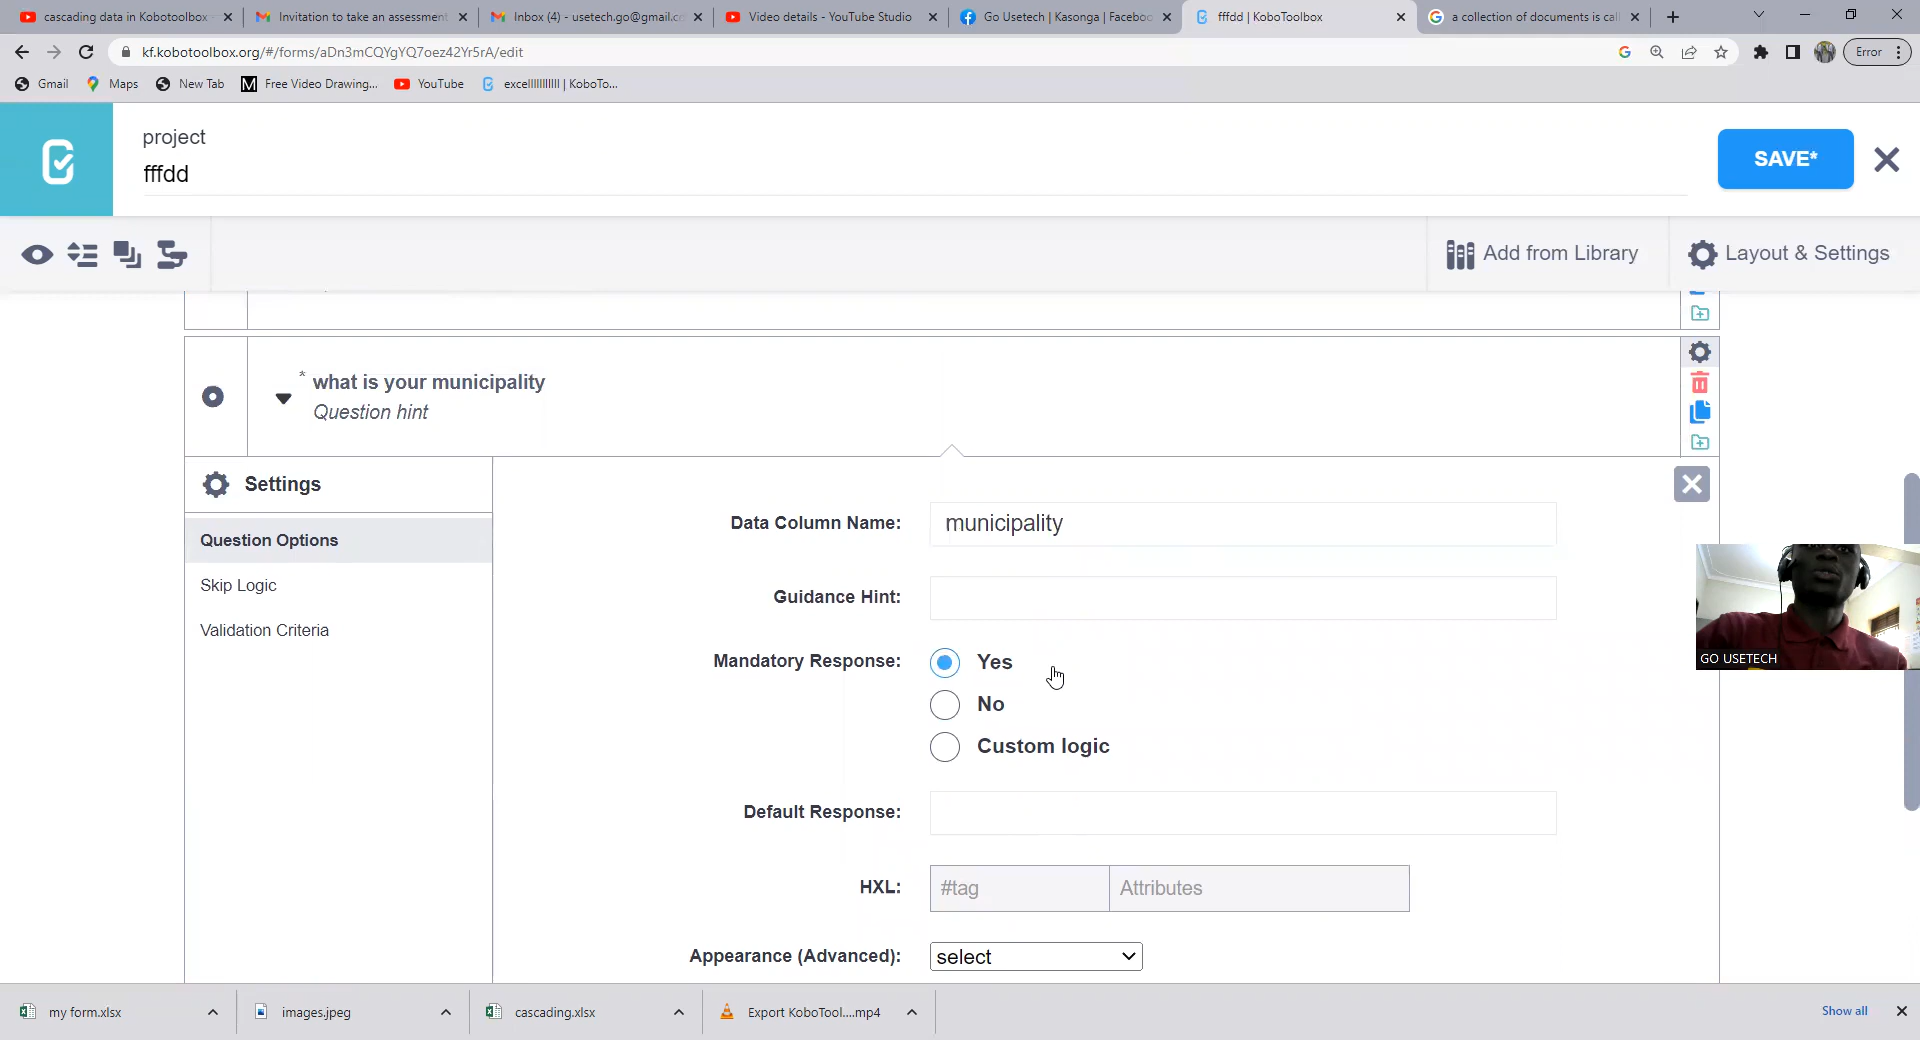 cascading data in Kobotoolbox
Invitation to take an assessment
Inbox (4) - usetech.go@gmail.c
Video details - YouTube Studio
Go Usetech | Kasonga | Faceboo
fffdd | KoboToolbox
a collection of documents is cal
kf.kobotoolbox.org/#/forms/aDn3mCQYgYQ7oez42Yr5rA/edit
Error
Gmail
Maps
New Tab
Free Video Drawing...
YouTube
excelllllllllll | KoboTo...
project
fffdd
SAVE*
Add from Library
Layout & Settings
* what is your municipality
Question hint
Settings
Question Options
Skip Logic
Validation Criteria
Data Column Name:
municipality
Guidance Hint:
Mandatory Response:
Yes
No
Custom logic
Default Response:
HXL:
#tag
Attributes
Appearance (Advanced):
select
GO USETECH
my form.xlsx
images.jpeg
cascading.xlsx
Export KoboTool....mp4
Show all